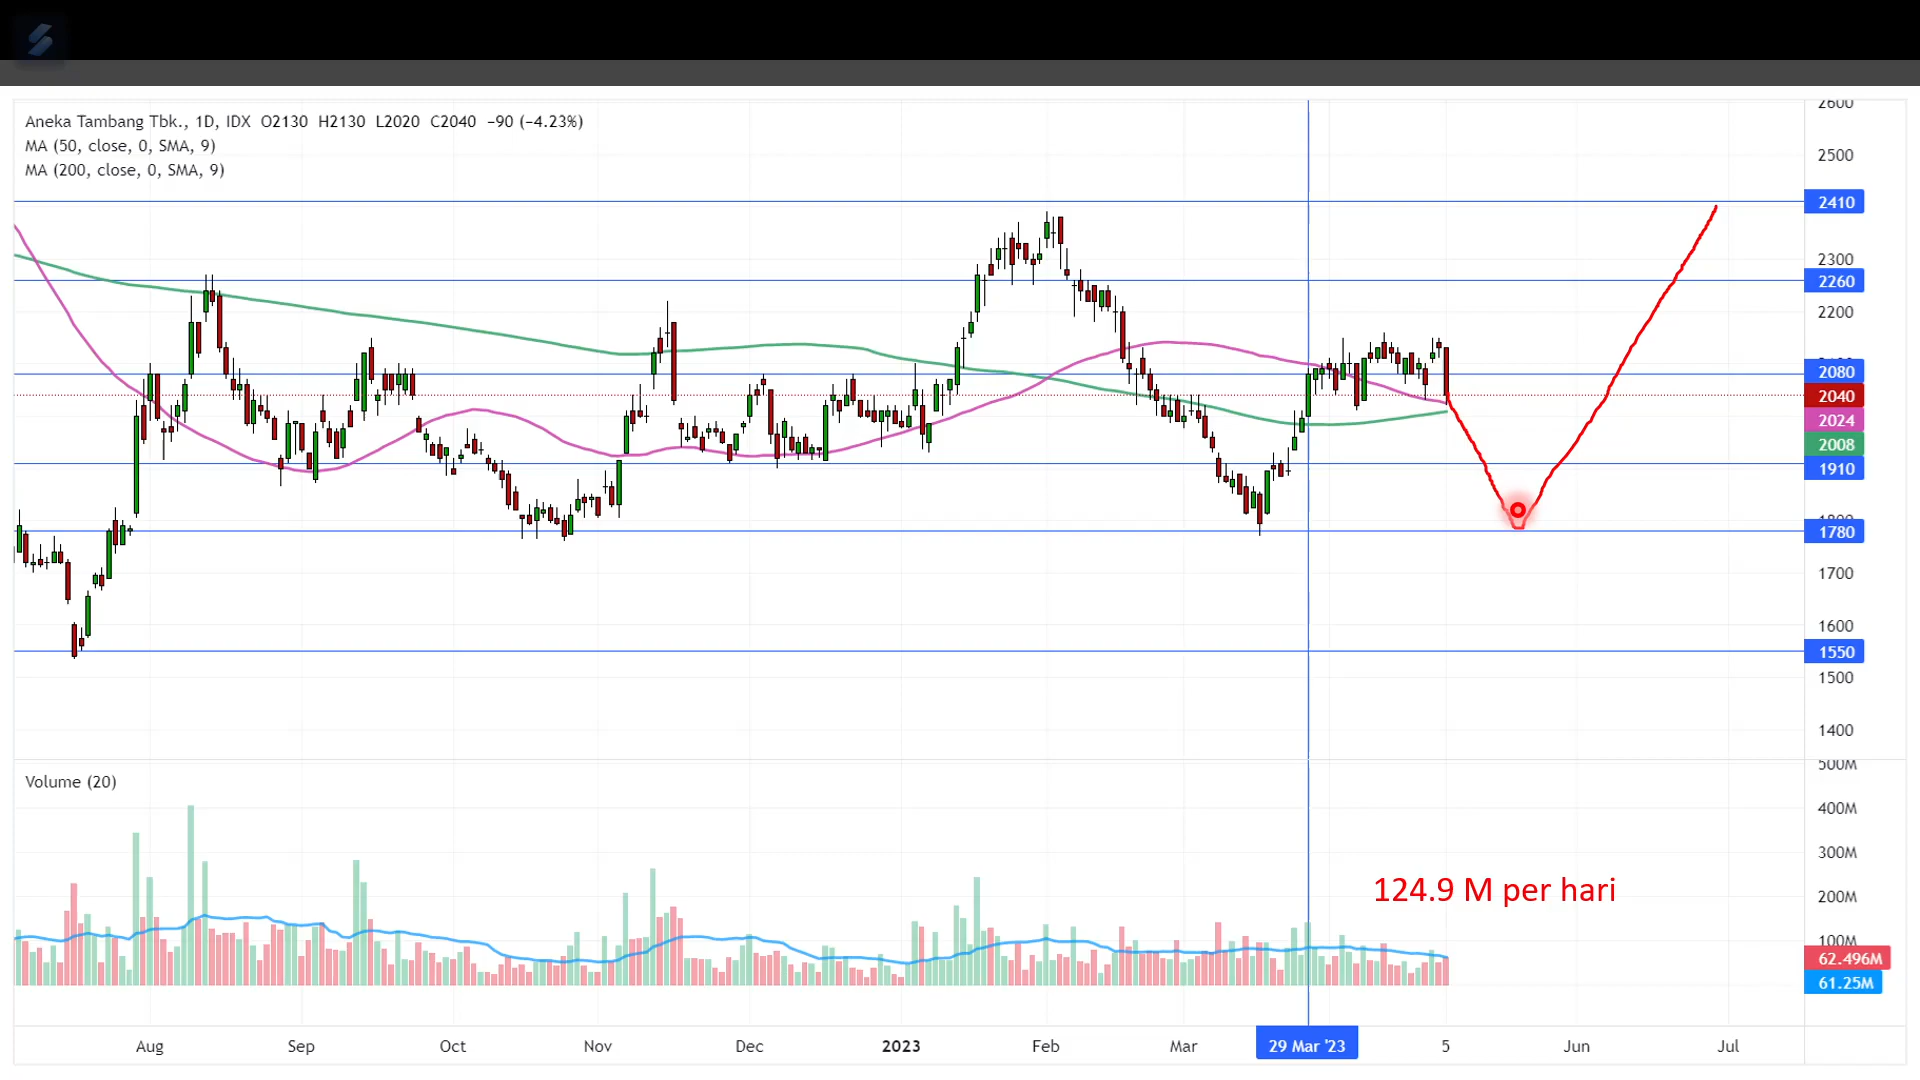 Aneka Tambang Tbk., 1D, IDX O2130 H2130 L2020 C2040 −90 (−4.23%)
MA (50, close, 0, SMA, 9)
MA (200, close, 0, SMA, 9)
2600
2500
2410
2300
2260
2200
2080
2040
2024
2008
1910
1800
1780
1700
1600
1550
1500
1400
Volume (20)
500M
400M
300M
124.9 M per hari
200M
100M
62.496M
61.25M
Aug Sep Oct Nov Dec 2023 Feb Mar 29 Mar '23 5 Jun Jul